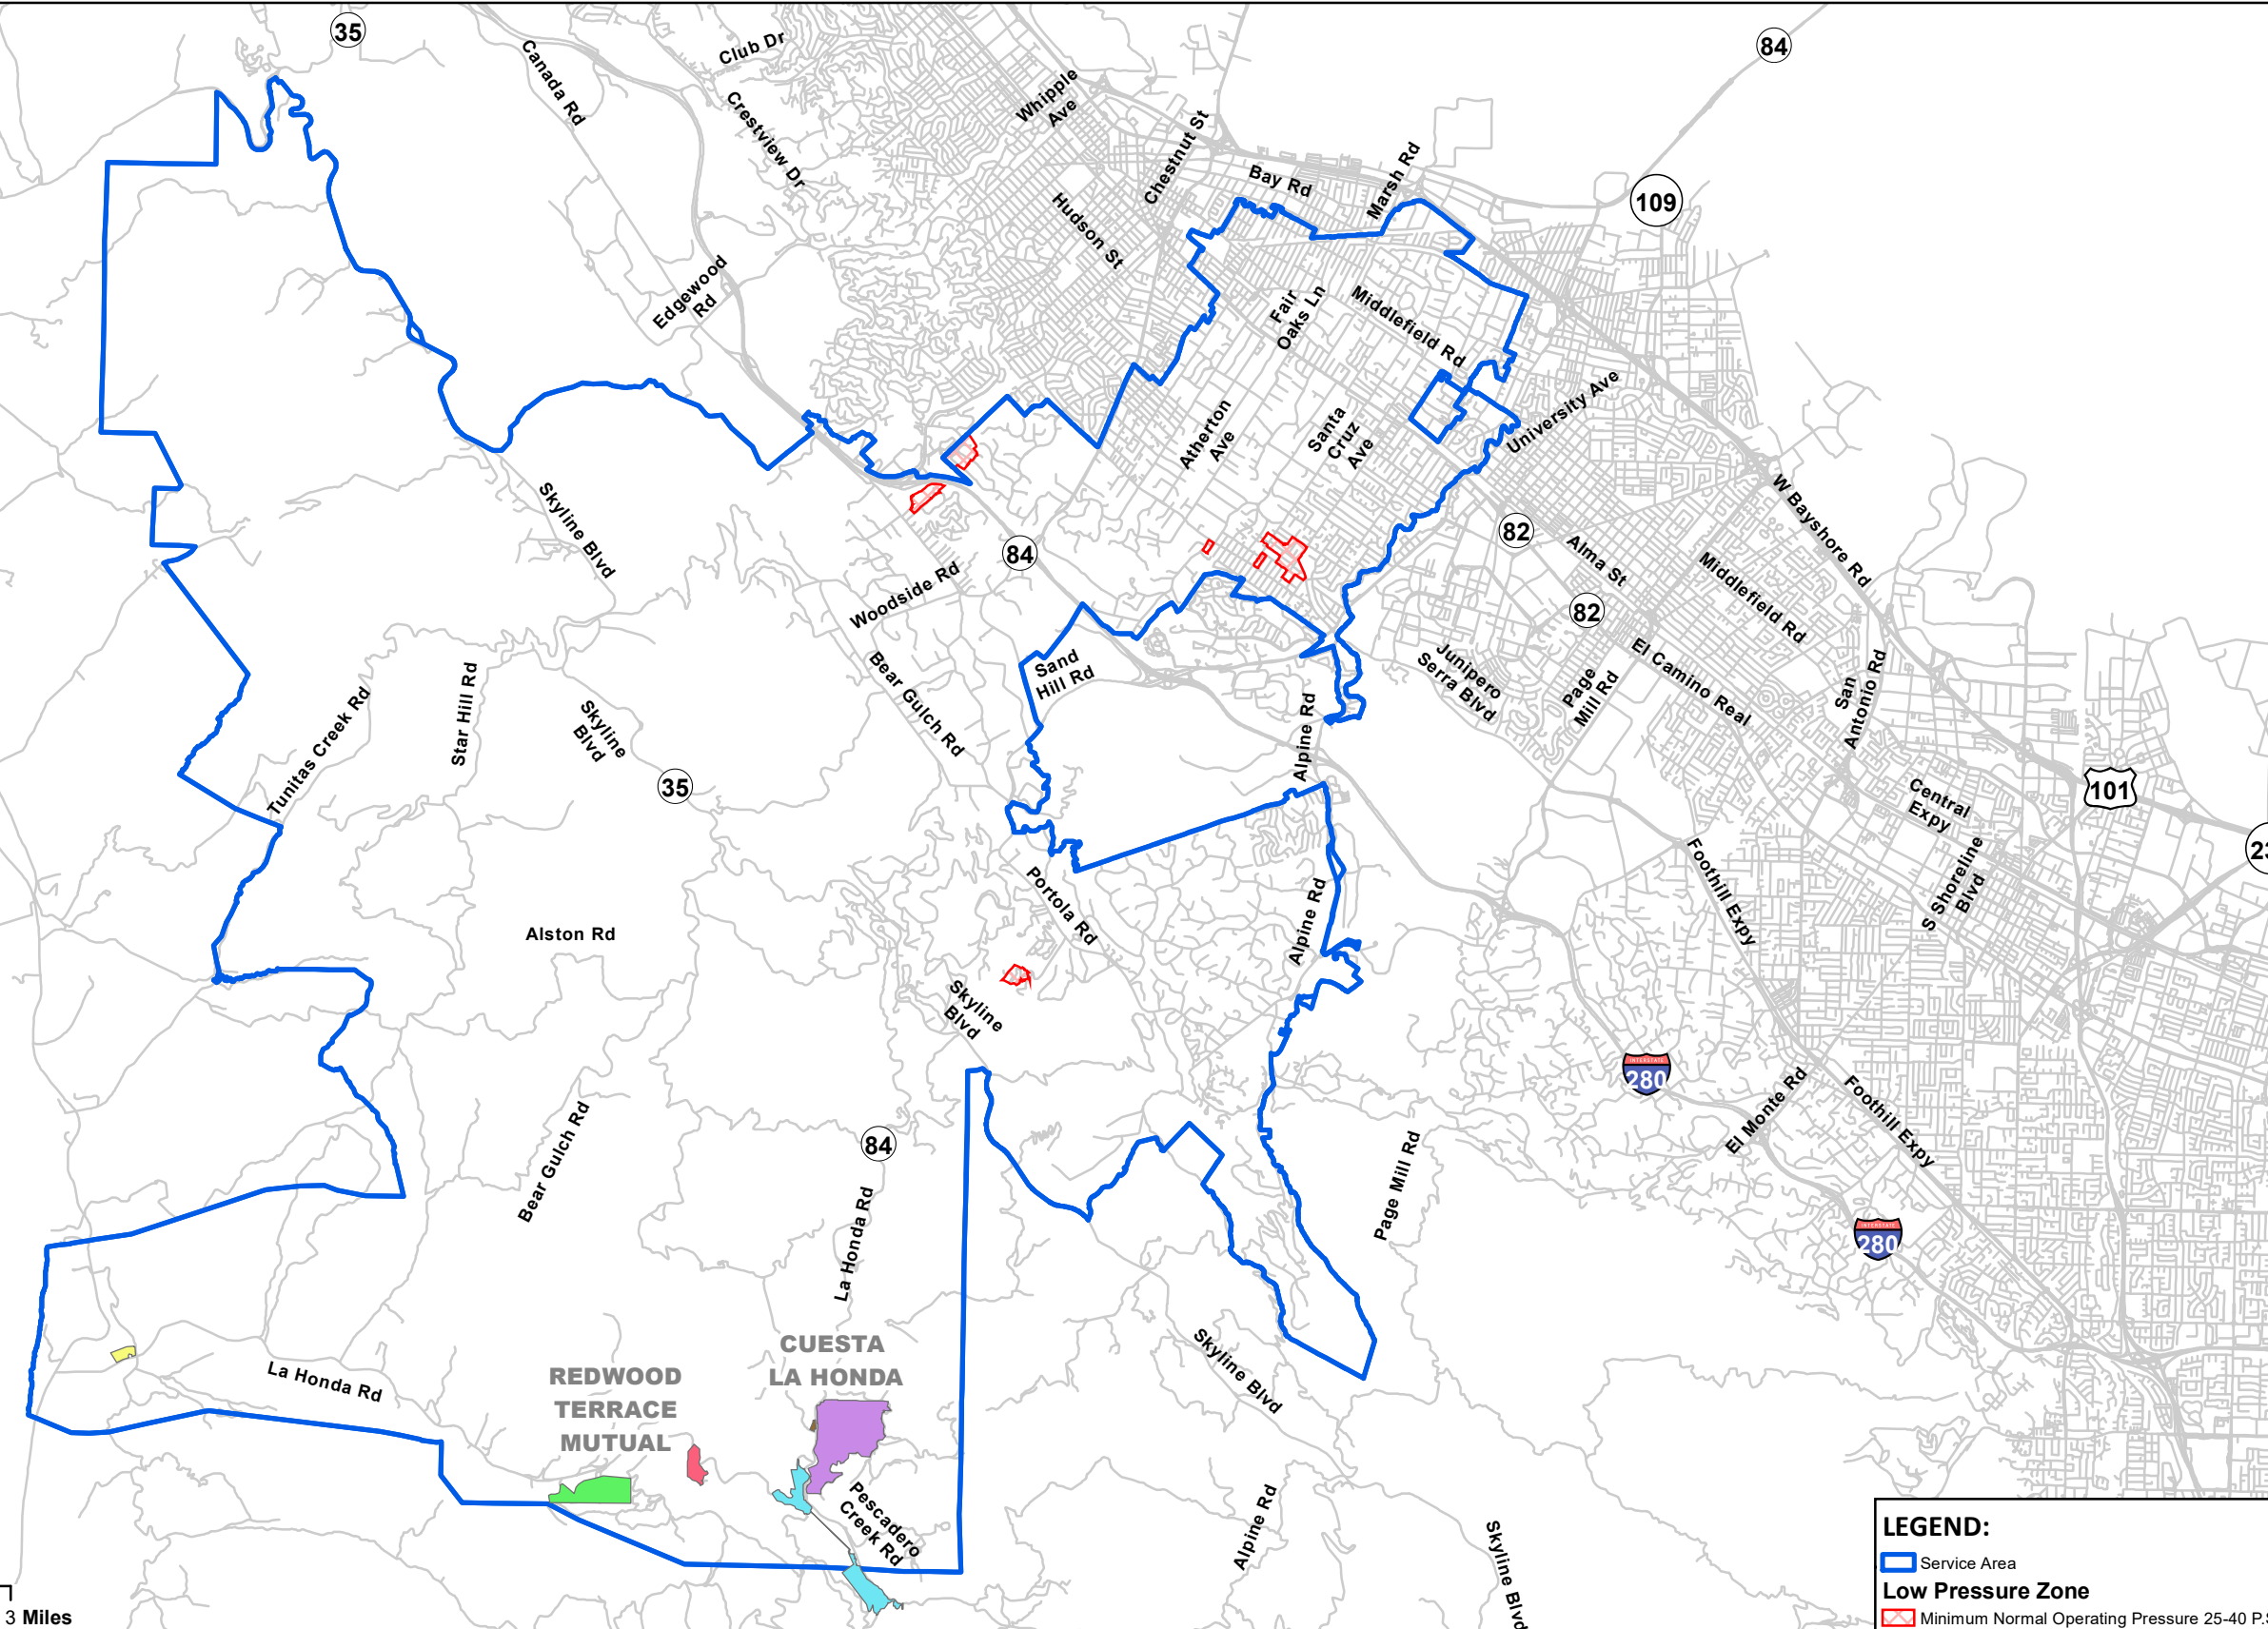 35
Club Dr
Canada Rd
Crestview Dr
Whipple
Ave
Chestnut St
84
Bay Rd
Marsh Rd
109
Hudson St
Edgewood
Rd
Fair
Oaks Ln
Middlefield Rd
Atherton
Ave
Santa
Cruz
Ave
University Ave
W Bayshore Rd
Skyline Blvd
82
Alma St
Middlefield Rd
84
Woodside Rd
82
Sand
Hill Rd
Bear Gulch Rd
Junipero
Serra Blvd
Page
Mill Rd
El Camino Real
San
Antonio Rd
Tunitas Creek Rd
Star Hill Rd
Skyline
Blvd
Alpine Rd
35
101
Central
Expy
Foothill Expy
S Shoreline
Blvd
Portola Rd
Alpine Rd
Alston Rd
Skyline
Blvd
INTERSTATE
280
El Monte Rd
Foothill Expy
Bear Gulch Rd
84
Page Mill Rd
La Honda Rd
INTERSTATE
280
CUESTA
LA HONDA
Skyline Blvd
La Honda Rd
REDWOOD
TERRACE
MUTUAL
Pescadero
Creek Rd
Alpine Rd
Skyline Blvd
3 Miles
LEGEND:
Service Area
Low Pressure Zone
Minimum Normal Operating Pressure 25-40 P.S